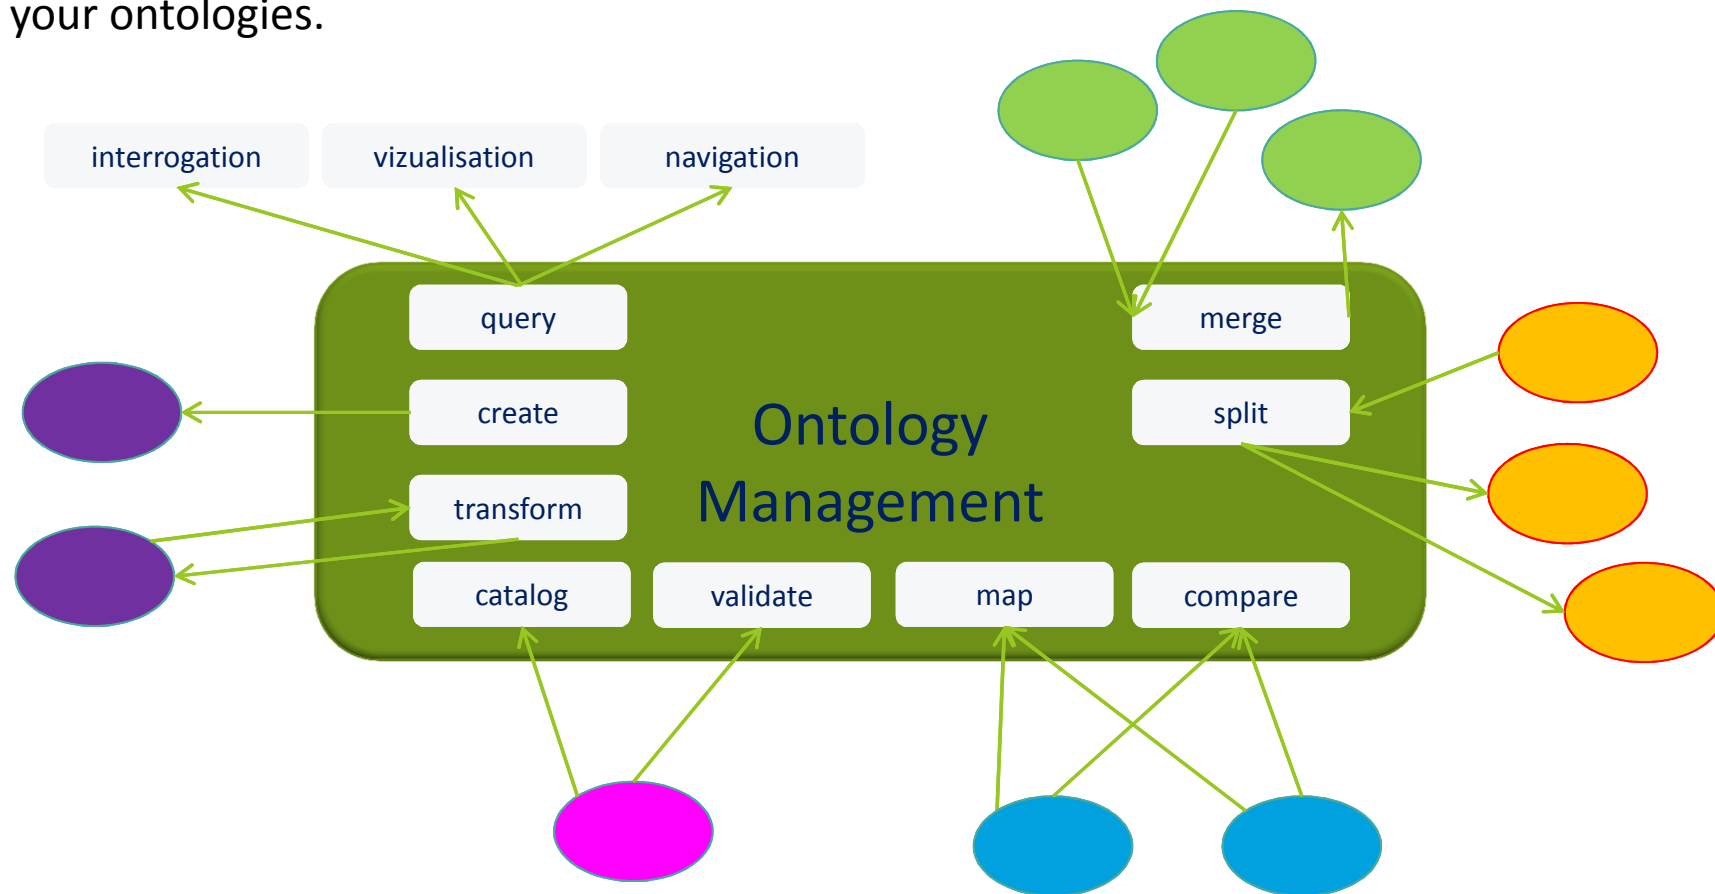 your ontologies.
interrogation
vizualisation
navigation
query
merge
create
split
Ontology
Management
transform
catalog
validate
map
compare